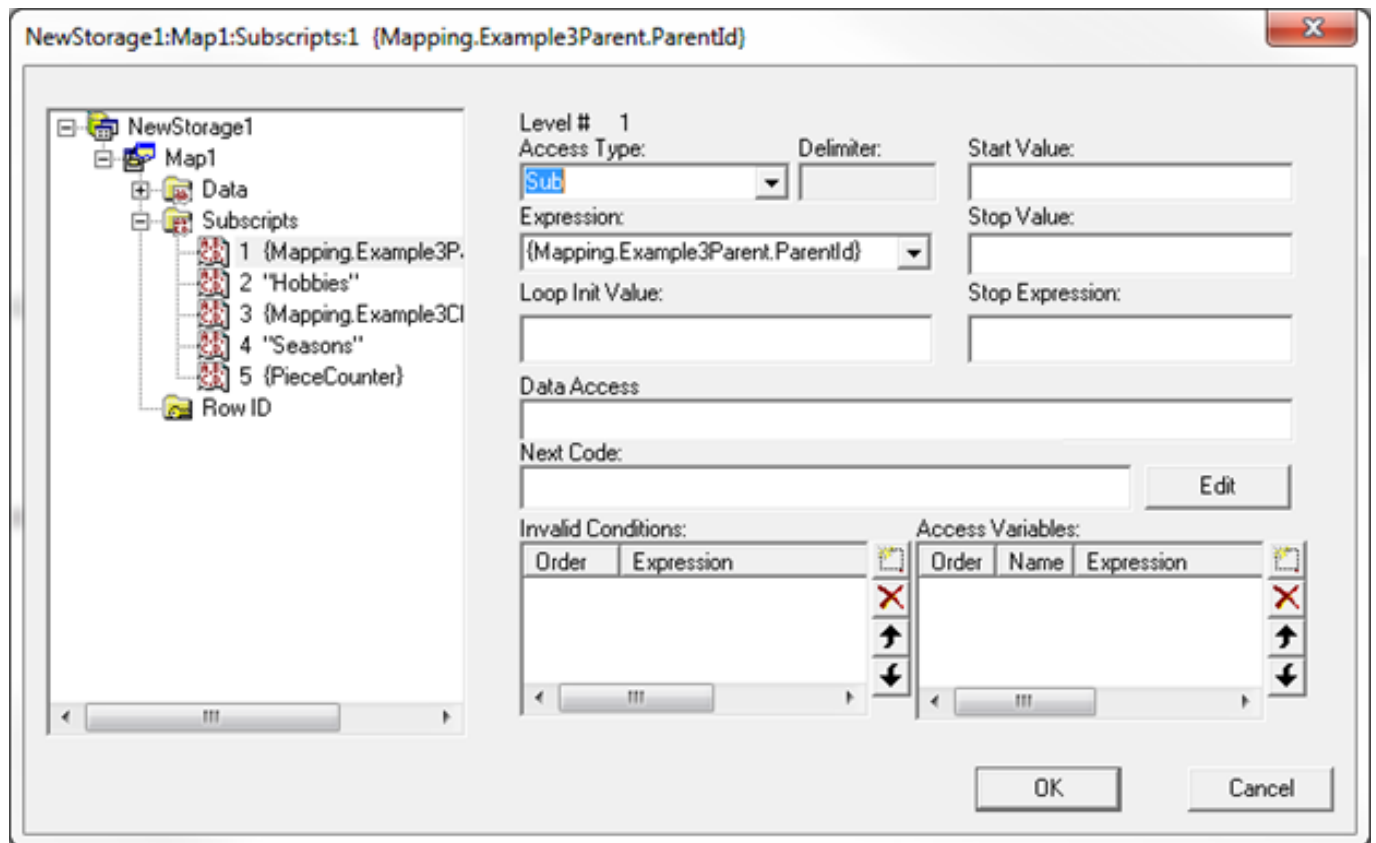 NewStorage1:Map1:Subscripts:1 {Mapping.Example3Parent.ParentId}
NewStorage1
Map1
Data
Subscripts
1 {Mapping.Example3P
2 "Hobbies"
3 {Mapping.Example3Cl
4 "Seasons"
5 {PieceCounter}
Row ID
Level # 1
Access Type:
Delimiter:
Start Value:
Sub
Expression:
Stop Value:
{Mapping.Example3Parent.ParentId}
Loop Init Value:
Stop Expression:
Data Access
Next Code:
Edit
Invalid Conditions:
Access Variables:
Order Expression
Order Name Expression
OK
Cancel